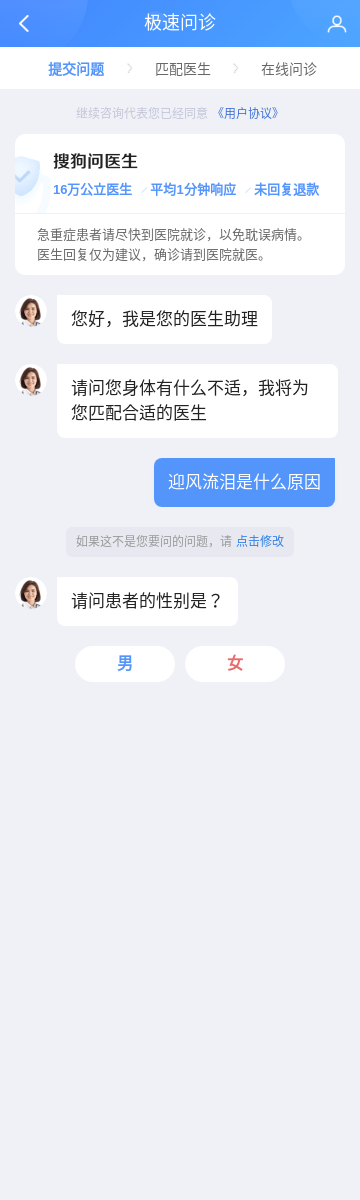 极速问诊
提交问题 匹配医生 在线问诊
继续咨询代表您已经同意 《用户协议》
搜狗问医生
16万公立医生 平均1分钟响应 未回复退款
急重症患者请尽快到医院就诊，以免耽误病情。
医生回复仅为建议，确诊请到医院就医。
您好，我是您的医生助理
请问您身体有什么不适，我将为
您匹配合适的医生
迎风流泪是什么原因
如果这不是您要问的问题，请 点击修改
请问患者的性别是？
男 女